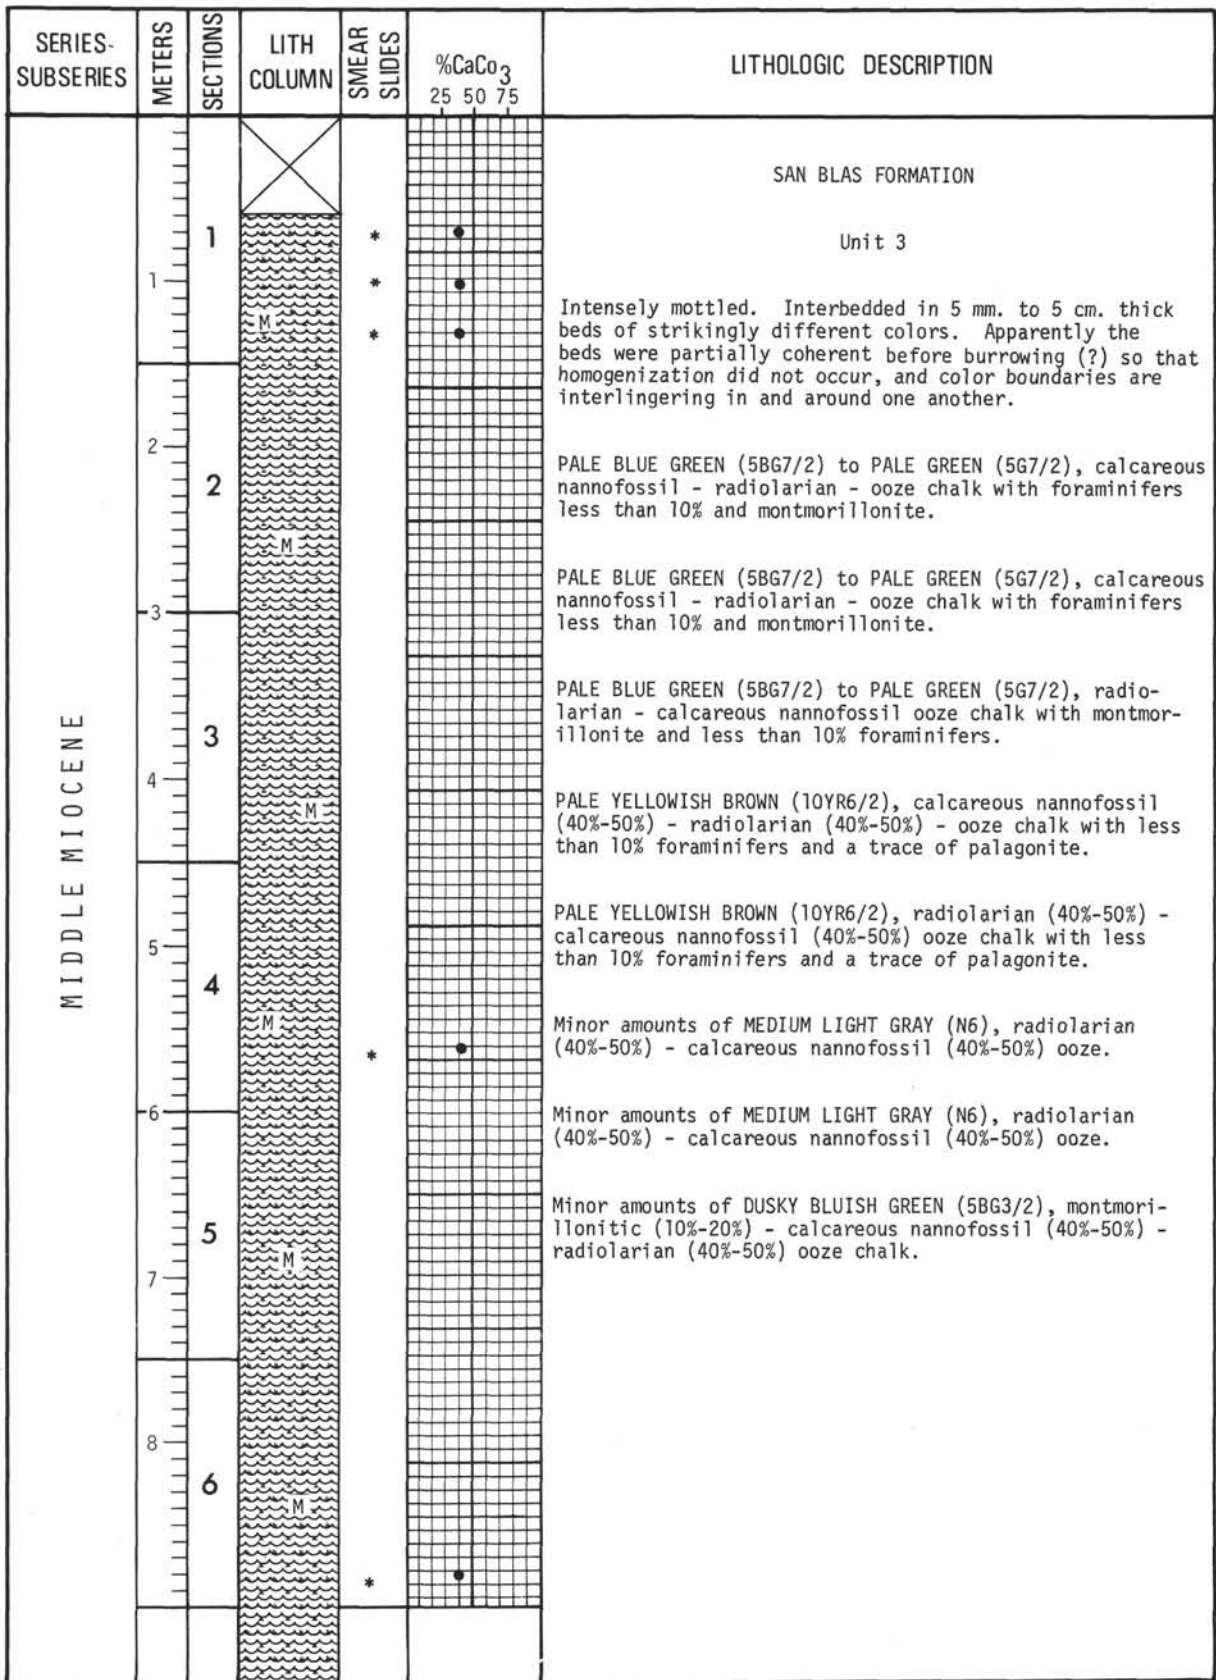 SERIES-
SUBSERIES
METERS
SECTIONS
LITH
COLUMN
SMEAR
SLIDES
%CaCo3
25 50 75
LITHOLOGIC DESCRIPTION
MIDDLE MIOCENE
1
2
3
4
5
6
7
8
1
2
3
4
5
6
M
M
M
M
M
M
*
*
*
*
*
SAN BLAS FORMATION
Unit 3
Intensely mottled. Interbedded in 5 mm. to 5 cm. thick
beds of strikingly different colors. Apparently the
beds were partially coherent before burrowing (?) so that
homogenization did not occur, and color boundaries are
interlingering in and around one another.
PALE BLUE GREEN (5BG7/2) to PALE GREEN (5G7/2), calcareous
nannofossil - radiolarian - ooze chalk with foraminifers
less than 10% and montmorillonite.
PALE BLUE GREEN (5BG7/2) to PALE GREEN (5G7/2), calcareous
nannofossil - radiolarian - ooze chalk with foraminifers
less than 10% and montmorillonite.
PALE BLUE GREEN (5BG7/2) to PALE GREEN (5G7/2), radio-
larian - calcareous nannofossil ooze chalk with montmor-
illonite and less than 10% foraminifers.
PALE YELLOWISH BROWN (10YR6/2), calcareous nannofossil
(40%-50%) - radiolarian (40%-50%) - ooze chalk with less
than 10% foraminifers and a trace of palagonite.
PALE YELLOWISH BROWN (10YR6/2), radiolarian (40%-50%) -
calcareous nannofossil (40%-50%) ooze chalk with less
than 10% foraminifers and a trace of palagonite.
Minor amounts of MEDIUM LIGHT GRAY (N6), radiolarian
(40%-50%) - calcareous nannofossil (40%-50%) ooze.
Minor amounts of MEDIUM LIGHT GRAY (N6), radiolarian
(40%-50%) - calcareous nannofossil (40%-50%) ooze.
Minor amounts of DUSKY BLUISH GREEN (5BG3/2), montmori-
llonitic (10%-20%) - calcareous nannofossil (40%-50%) -
radiolarian (40%-50%) ooze chalk.